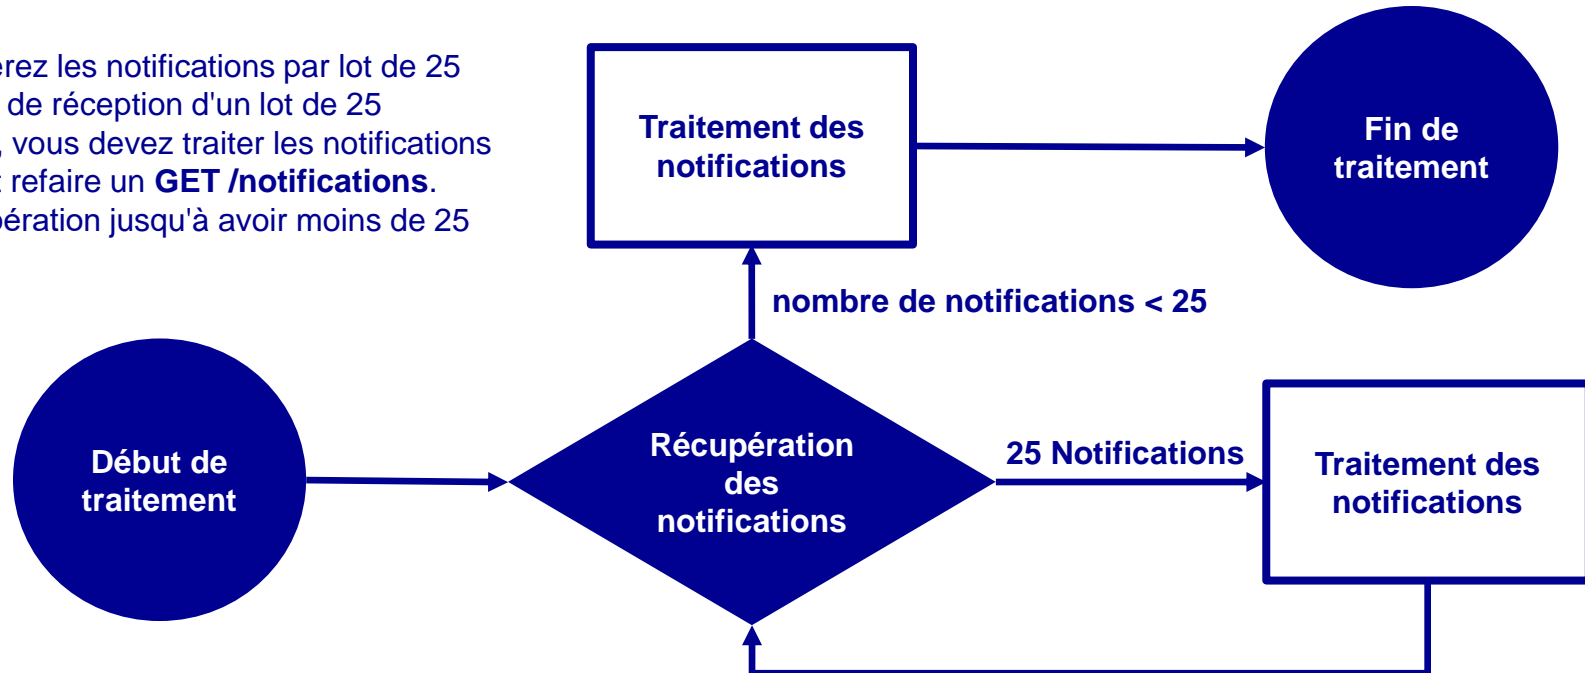 les notifications par lot de 25
de réception d'un lot de 25
, vous devez traiter les notifications
refaire un GET /notifications.
jusqu'à avoir moins de 25
Traitement des
notifications
Fin de
traitement
nombre de notifications < 25
Début de
traitement
Récupération
des
notifications
25 Notifications
Traitement des
notifications